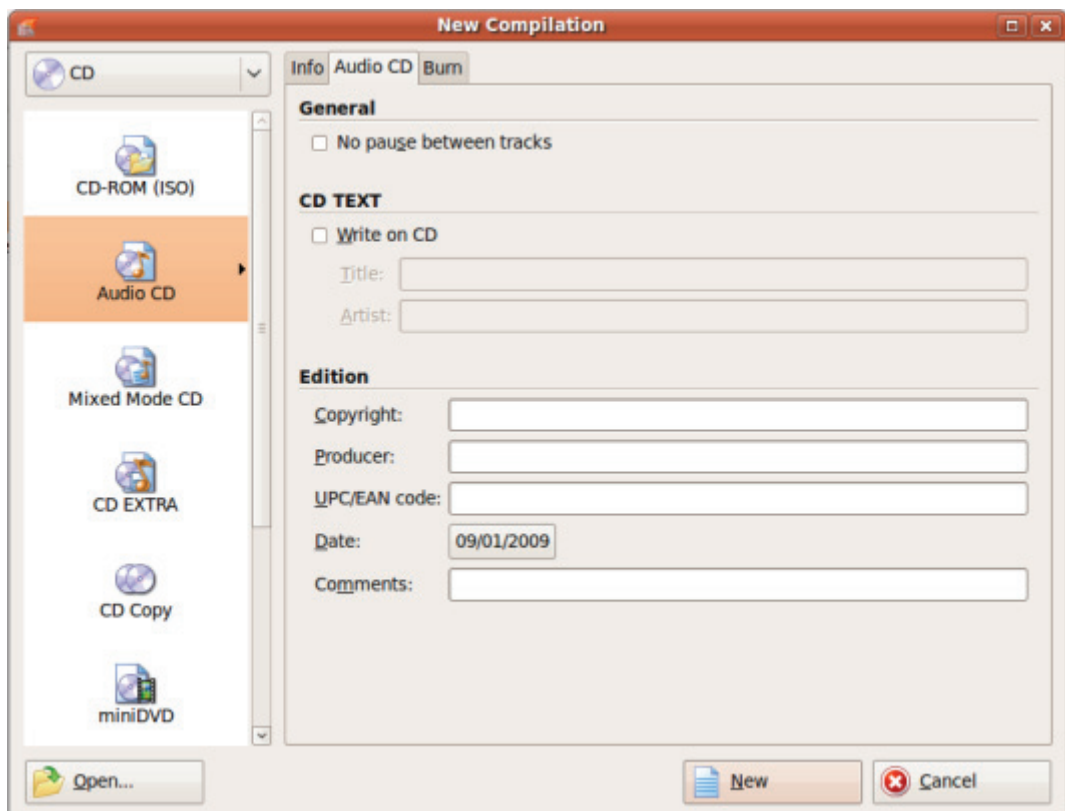 New Compilation
CD
CD-ROM (ISO)
Audio CD
Mixed Mode CD
CD EXTRA
CD Copy
miniDVD
Info Audio CD Burn
General
No pause between tracks
CD TEXT
Write on CD
Title:
Artist:
Edition
Copyright:
Producer:
UPC/EAN code:
Date: 09/01/2009
Comments:
Open... New Cancel